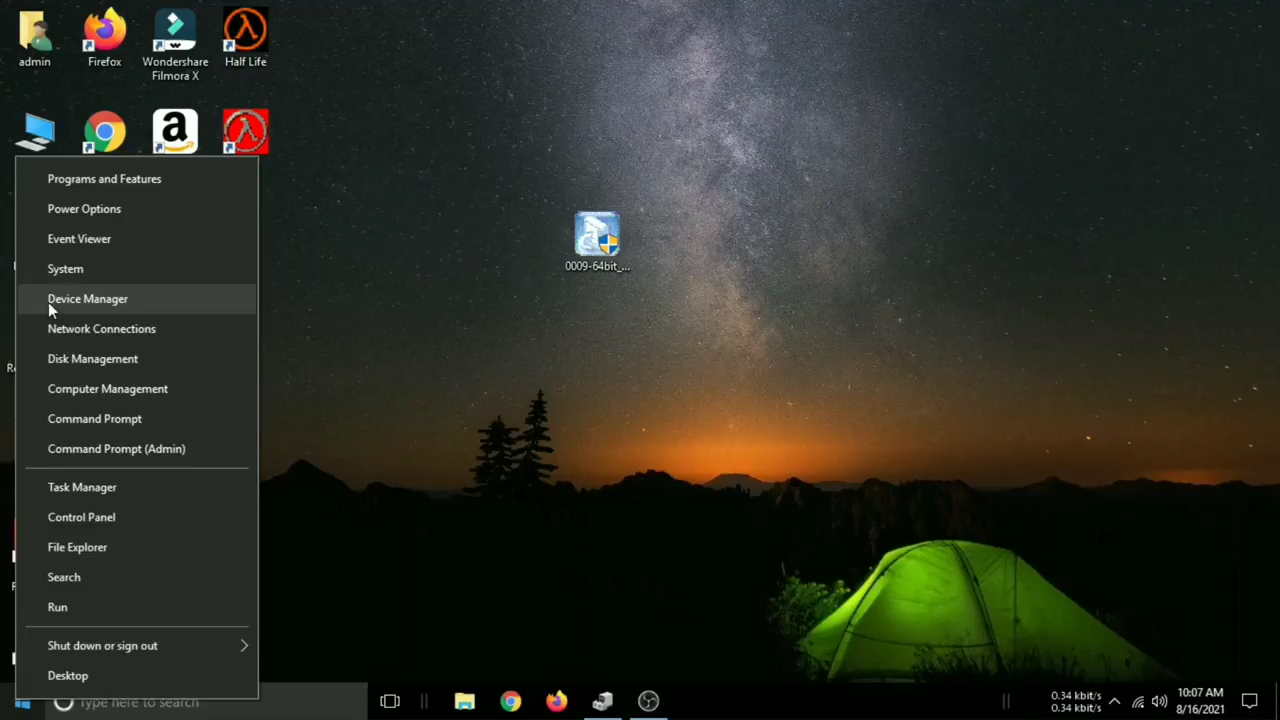 admin
Firefox
Wondershare
Filmora X
Half Life
Programs and Features
Power Options
Event Viewer
System
Device Manager
Network Connections
Disk Management
Computer Management
Command Prompt
Command Prompt (Admin)
Task Manager
Control Panel
File Explorer
Search
Run
Shut down or sign out
Desktop
0009-64bit_...
Type here to search
0.34 kbit/s
0.34 kbit/s
10:07 AM
8/16/2021